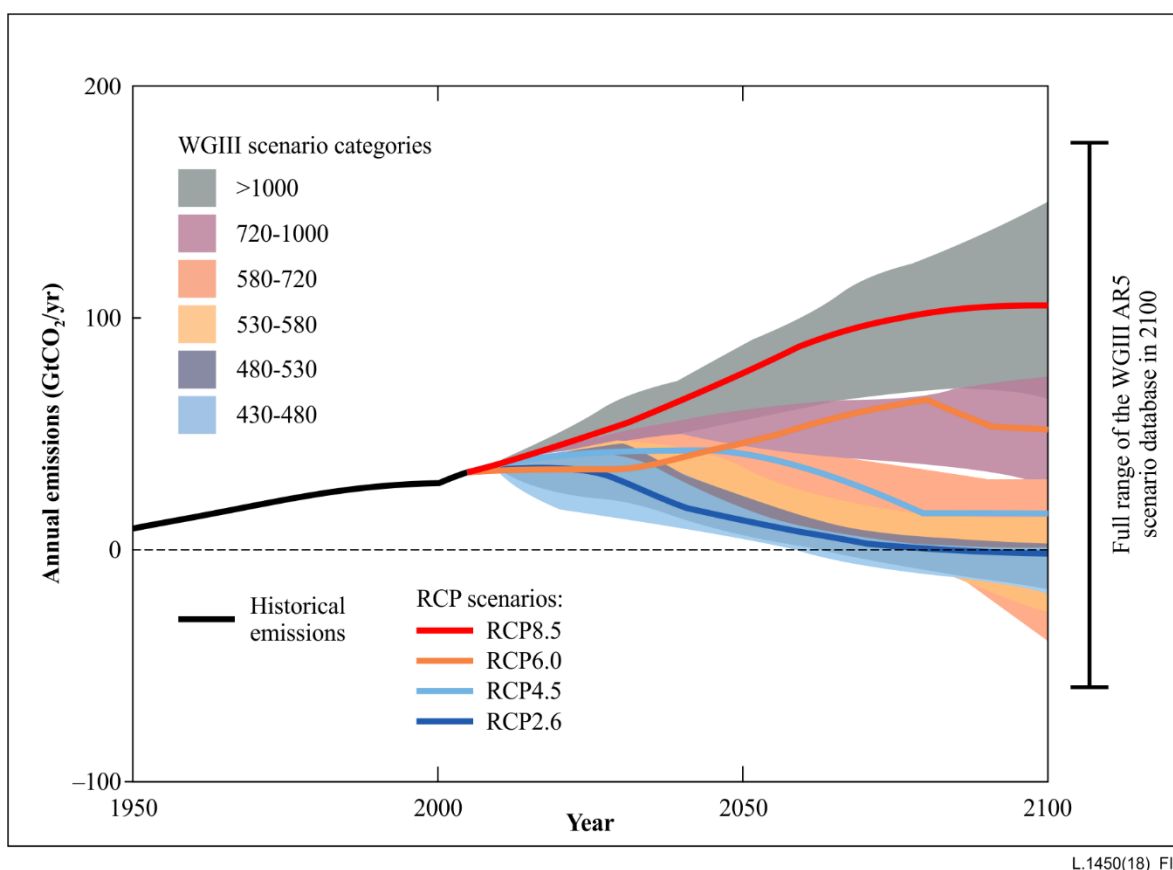 200
100
0
–100
Annual emissions (GtCO₂/yr)
WGIII scenario categories
>1000
720-1000
580-720
530-580
480-530
430-480
Historical
emissions
RCP scenarios:
RCP8.5
RCP6.0
RCP4.5
RCP2.6
1950
2000
2050
2100
Year
Full range of the WGIII AR5
scenario database in 2100
L.1450(18)_FI